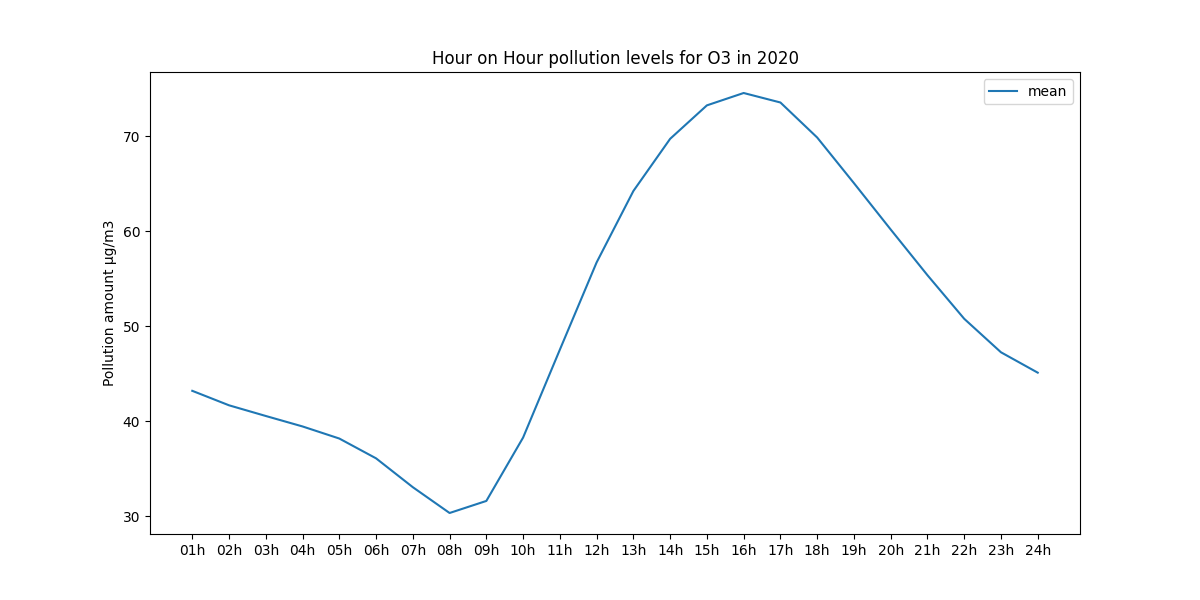 Hour on Hour pollution levels for O3 in 2020
mean
Pollution amount µg/m3
70
60
50
40
30
01h 02h 03h 04h 05h 06h 07h 08h 09h 10h 11h 12h 13h 14h 15h 16h 17h 18h 19h 20h 21h 22h 23h 24h